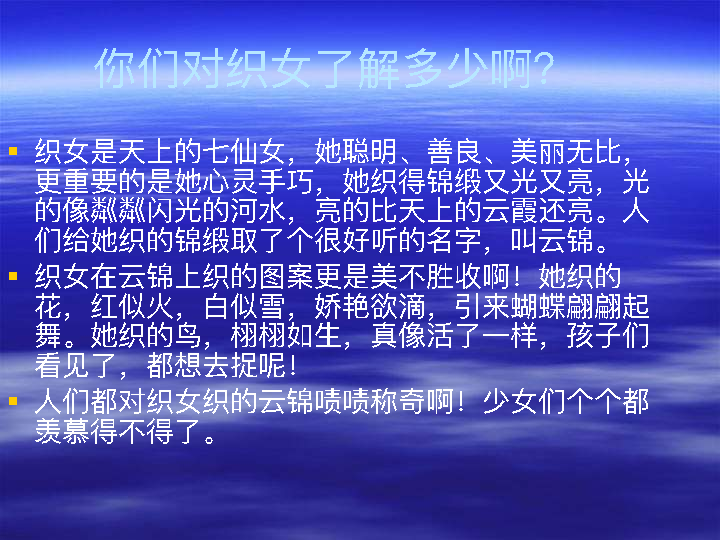 你们对织女了解多少啊？
织女是天上的七仙女，她聪明、善良、美丽无比，
更重要的是她心灵手巧，她织得锦缎又光又亮，光
的像粼粼闪光的河水，亮的比天上的云霞还亮。人
们给她织的锦缎取了个很好听的名字，叫云锦。
织女在云锦上织的图案更是美不胜收啊！她织的
花，红似火，白似雪，娇艳欲滴，引来蝴蝶翩翩起
舞。她织的鸟，栩栩如生，真像活了一样，孩子们
看见了，都想去捉呢！
人们都对织女织的云锦啧啧称奇啊！少女们个个都
羡慕得不得了。